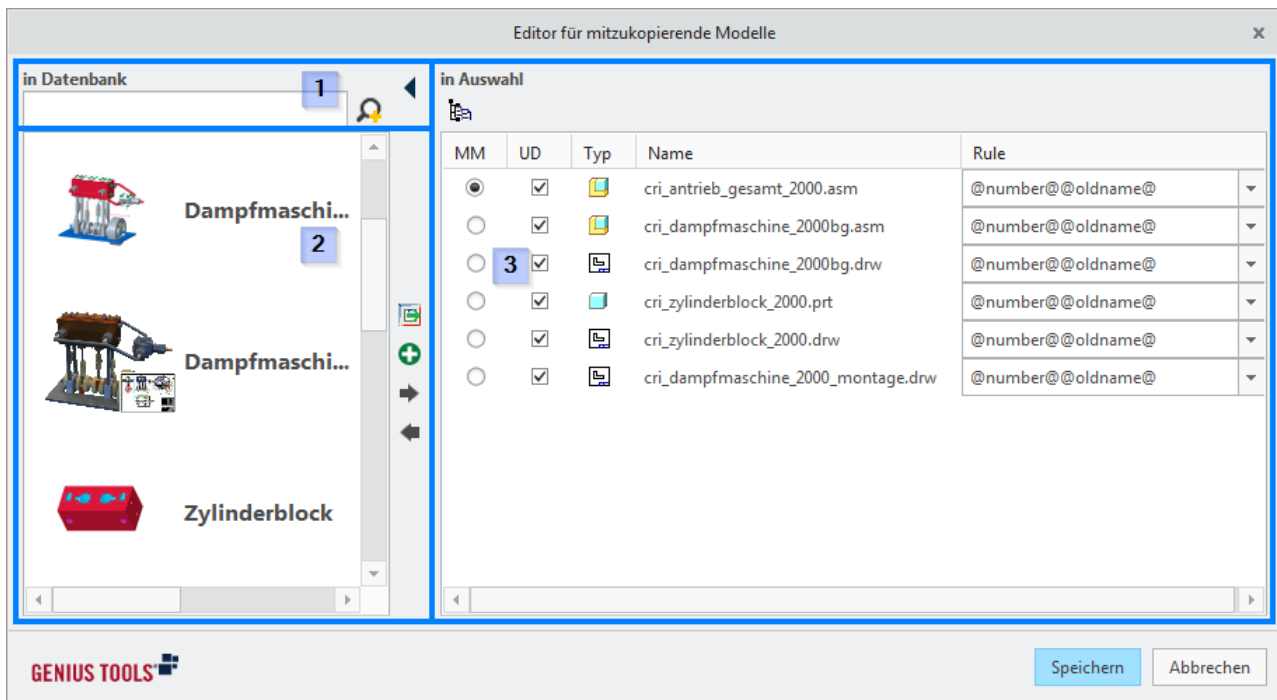 Editor für mitzukopierende Modelle
in Datenbank
1
in Auswahl
MM UD Typ Name Rule
cri_antrieb_gesamt_2000.asm @number@@oldname@
cri_dampfmaschine_2000bg.asm @number@@oldname@
3 cri_dampfmaschine_2000bg.drw @number@@oldname@
cri_zylinderblock_2000.prt @number@@oldname@
cri_zylinderblock_2000.drw @number@@oldname@
cri_dampfmaschine_2000_montage.drw @number@@oldname@
Dampfmaschi...
2
Dampfmaschi...
Zylinderblock
GENIUS TOOLS
Speichern Abbrechen